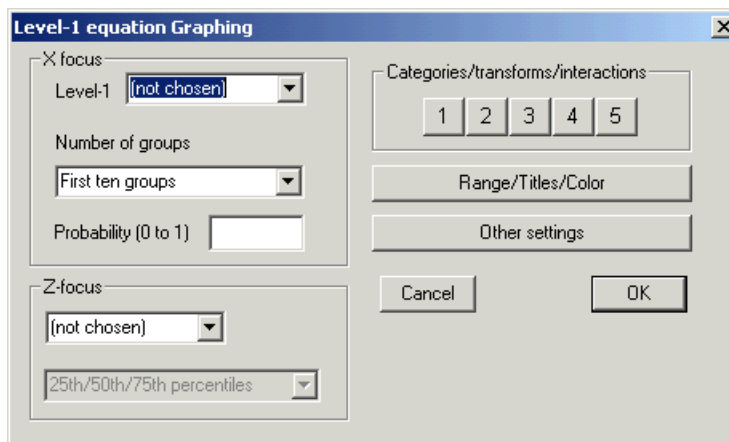 Level-1 equation Graphing
X focus
Level-1 (not chosen)
Number of groups
First ten groups
Probability (0 to 1)
Z-focus
(not chosen)
25th/50th/75th percentiles
Categories/transforms/interactions
1 2 3 4 5
Range/Titles/Color
Other settings
Cancel OK